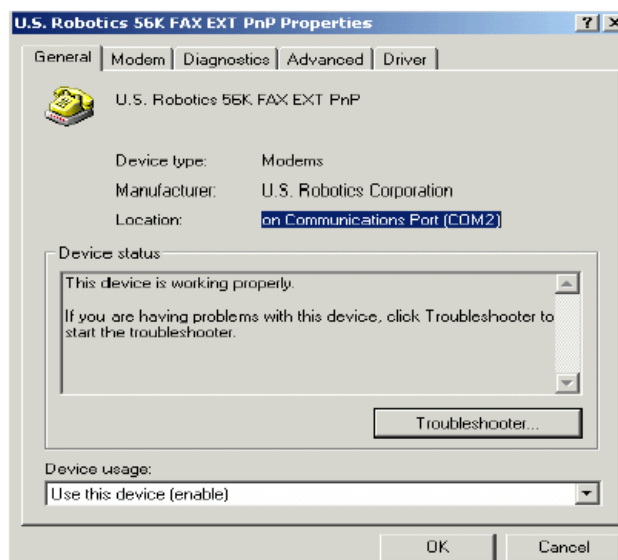 U.S. Robotics 56K FAX EXT PnP Properties
General Modem Diagnostics Advanced Driver
U.S. Robotics 56K FAX EXT PnP
Device type: Modems
Manufacturer: U.S. Robotics Corporation
Location: on Communications Port (COM2)
Device status
This device is working properly.
If you are having problems with this device, click Troubleshooter to
start the troubleshooter.
Troubleshooter...
Device usage:
Use this device (enable)
OK Cancel